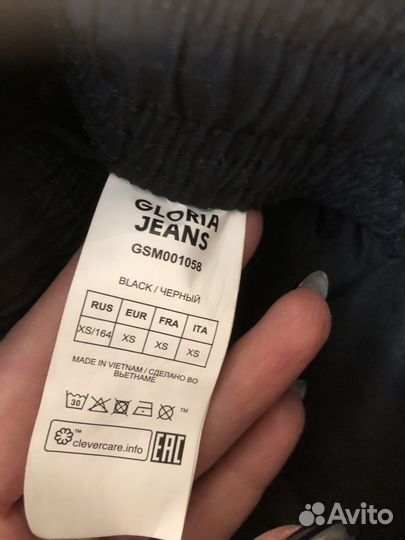 GLORIA
JEANS
GSM001058
BLACK / ЧЕРНЫЙ
RUS EUR FRA ITA
XS/164 XS XS XS
MADE IN VIETNAM / СДЕЛАНО ВО
ВЬЕТНАМЕ
30
clevercare.info
EAC
Avito